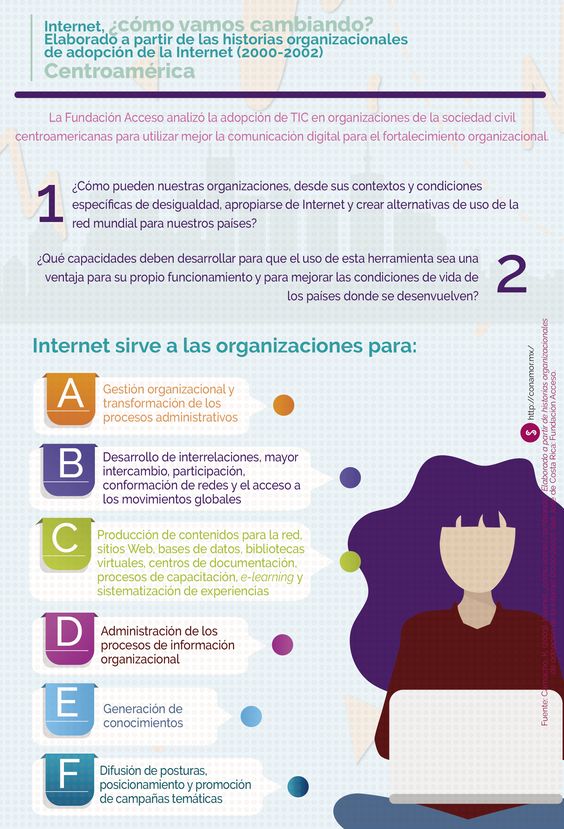 Internet, ¿cómo vamos cambiando?
Elaborado a partir de las historias organizacionales
de adopción de la Internet (2000-2002)
Centroamérica
La Fundación Acceso analizó la adopción de TIC en organizaciones de la sociedad civil
centroamericanas para utilizar mejor la comunicación digital para el fortalecimiento organizacional.
1
¿Cómo pueden nuestras organizaciones, desde sus contextos y condiciones
específicas de desigualdad, apropiarse de Internet y crear alternativas de uso de la
red mundial para nuestros países?
¿Qué capacidades deben desarrollar para que el uso de esta herramienta sea una
ventaja para su propio funcionamiento y para mejorar las condiciones de vida de
los países donde se desenvuelven?
2
Internet sirve a las organizaciones para:
A
Gestión organizacional y
transformación de los
procesos administrativos
B
Desarrollo de interrelaciones, mayor
intercambio, participación,
conformación de redes y el acceso a
los movimientos globales
C
Producción de contenidos para la red,
sitios Web, bases de datos, bibliotecas
virtuales, centros de documentación,
procesos de capacitación, e-learning y
sistematización de experiencias
D
Administración de los
procesos de información
organizacional
E
Generación de
conocimientos
F
Difusión de posturas,
posicionamiento y promoción
de campañas temáticas
http://conamor.mx/
Fuente: Elaborado a partir de historias organizacionales
de Costa Rica: Fundación Acceso.